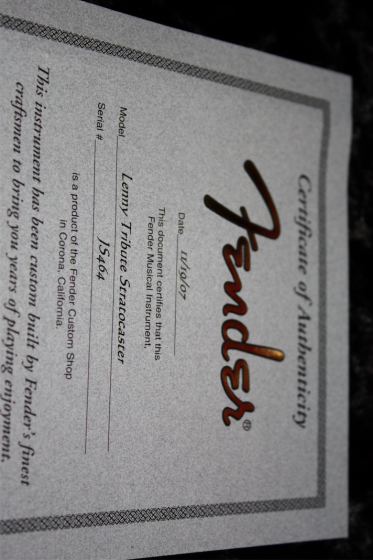 Certificate of Authenticity
Fender®
Date 11/19/07
This document certifies that this
Fender Musical Instrument,
Model Lenny Tribute Stratocaster
Serial # JS464
is a product of the Fender Custom Shop
in Corona, California.
This instrument has been custom built by Fender's finest
craftsmen to bring you years of playing enjoyment.